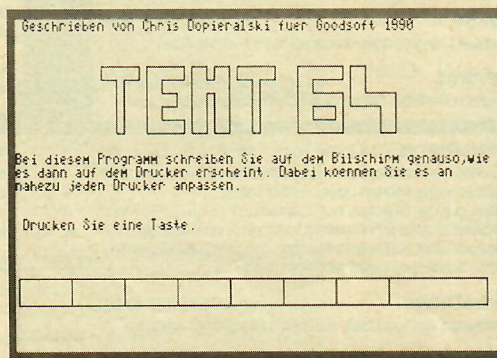 Geschrieben von Chris Dopieralski fuer Goodsoft 1990
TEXT 64
Bei diesem Programm schreiben Sie auf dem Bilschirm genauso,wie
es dann auf dem Drucker erscheint. Dabei koennen Sie es an
nahezu jeden Drucker anpassen.
Drucken Sie eine Taste.